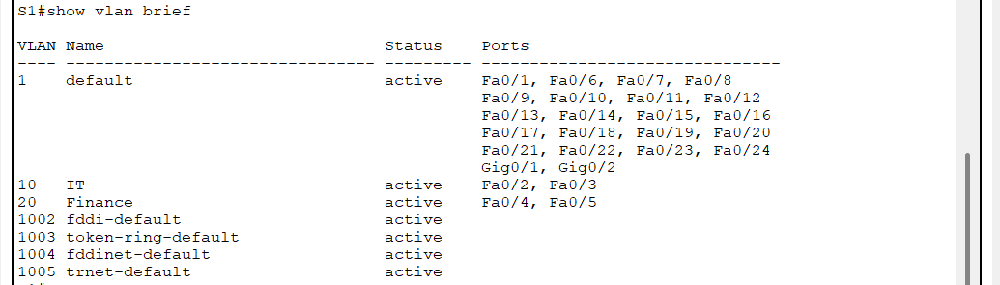 S1#show vlan brief
VLAN Name                             Status    Ports
---- -------------------------------- --------- -------------------------------
1    default                          active    Fa0/1, Fa0/6, Fa0/7, Fa0/8
                                                Fa0/9, Fa0/10, Fa0/11, Fa0/12
                                                Fa0/13, Fa0/14, Fa0/15, Fa0/16
                                                Fa0/17, Fa0/18, Fa0/19, Fa0/20
                                                Fa0/21, Fa0/22, Fa0/23, Fa0/24
                                                Gig0/1, Gig0/2
10   IT                               active    Fa0/2, Fa0/3
20   Finance                          active    Fa0/4, Fa0/5
1002 fddi-default                     active
1003 token-ring-default               active
1004 fddinet-default                  active
1005 trnet-default                    active